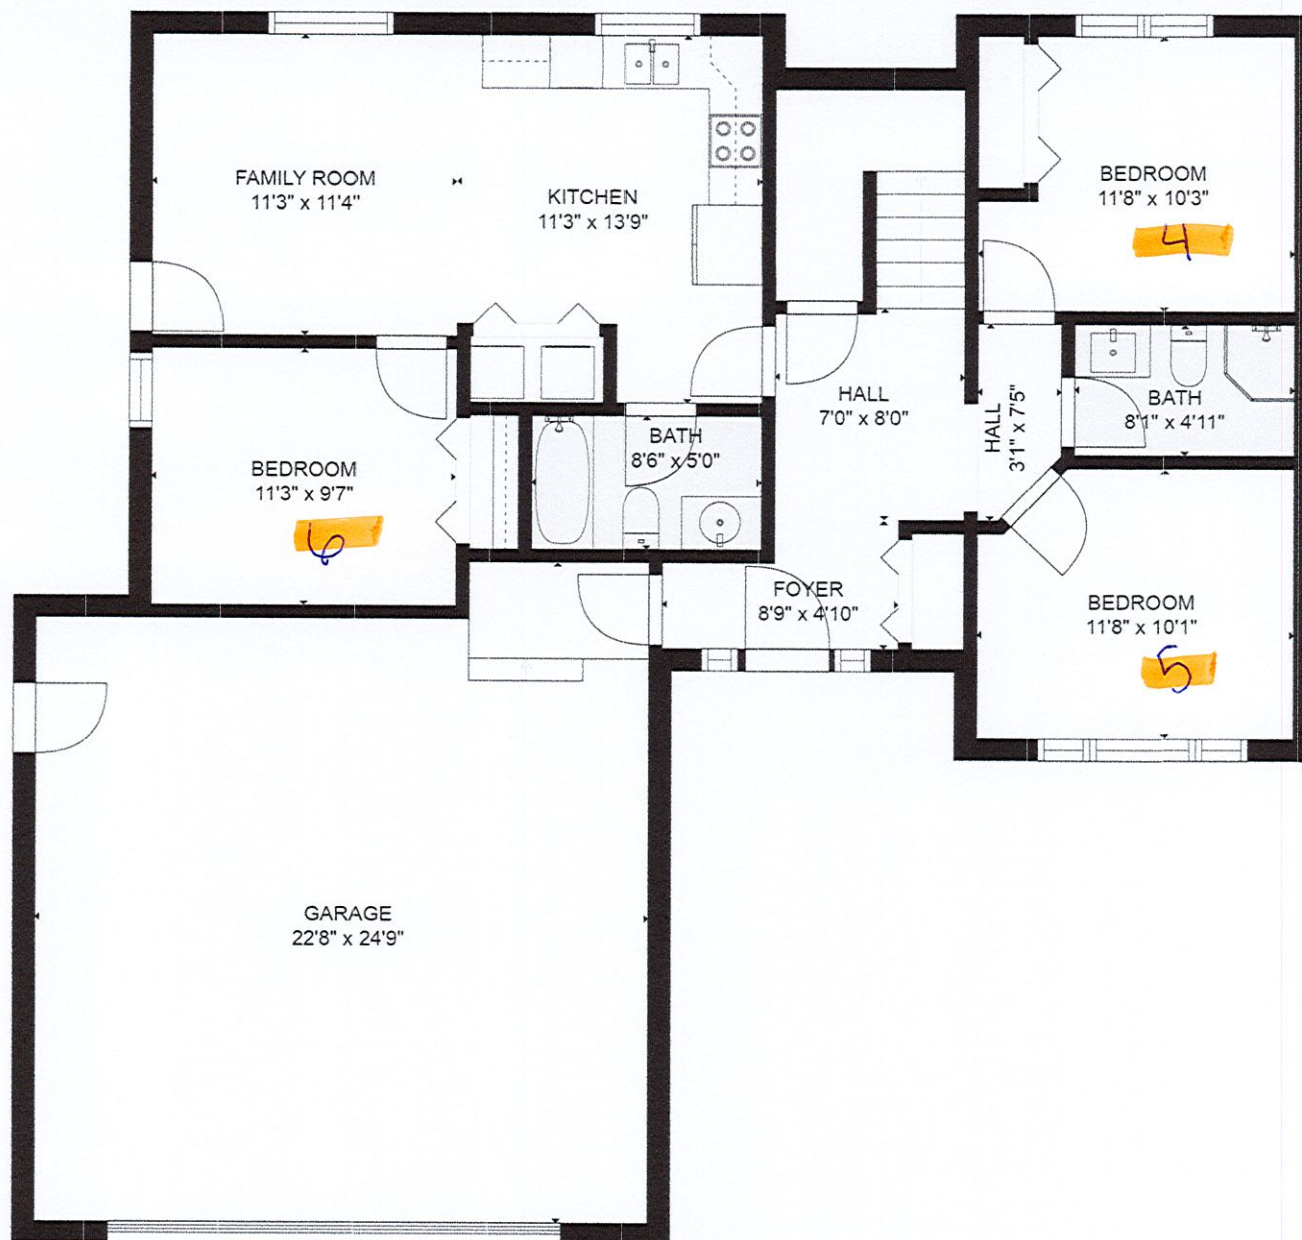 FAMILY ROOM
11'3" x 11'4"
KITCHEN
11'3" x 13'9"
BEDROOM
11'8" x 10'3"
4
HALL
7'0" x 8'0"
HALL
3'1" x 7'5"
BATH
8'1" x 4'11"
BATH
8'6" x 5'0"
BEDROOM
11'3" x 9'7"
6
FOYER
8'9" x 4'10"
BEDROOM
11'8" x 10'1"
5
GARAGE
22'8" x 24'9"